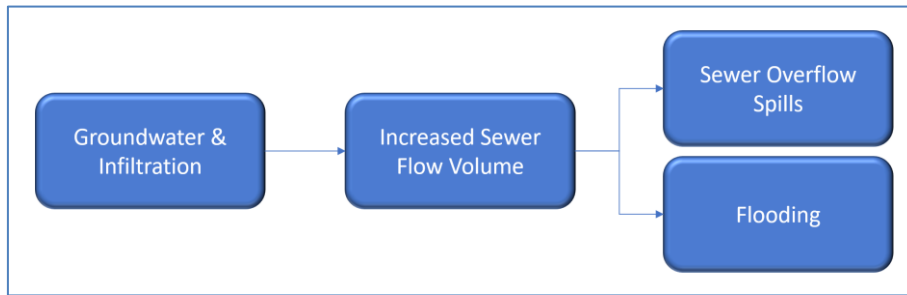 Groundwater &
Infiltration
Increased Sewer
Flow Volume
Sewer Overflow
Spills
Flooding